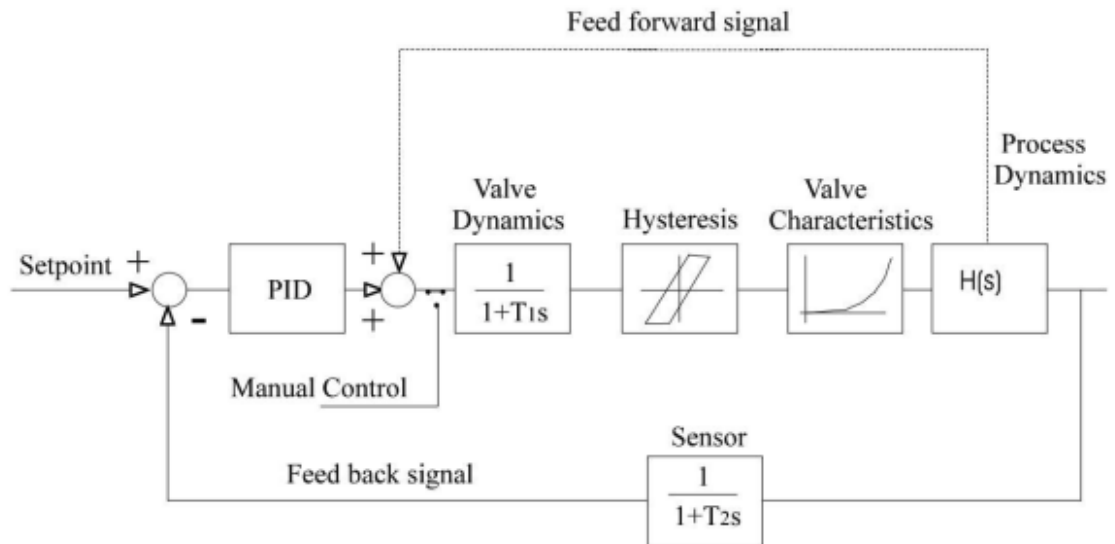 Feed forward signal
Process
Dynamics
Valve
Dynamics
Hysteresis
Valve
Characteristics
Setpoint
+
-
PID
+
+
1
1+T1s
H(s)
Manual Control
Sensor
Feed back signal
1
1+T2s